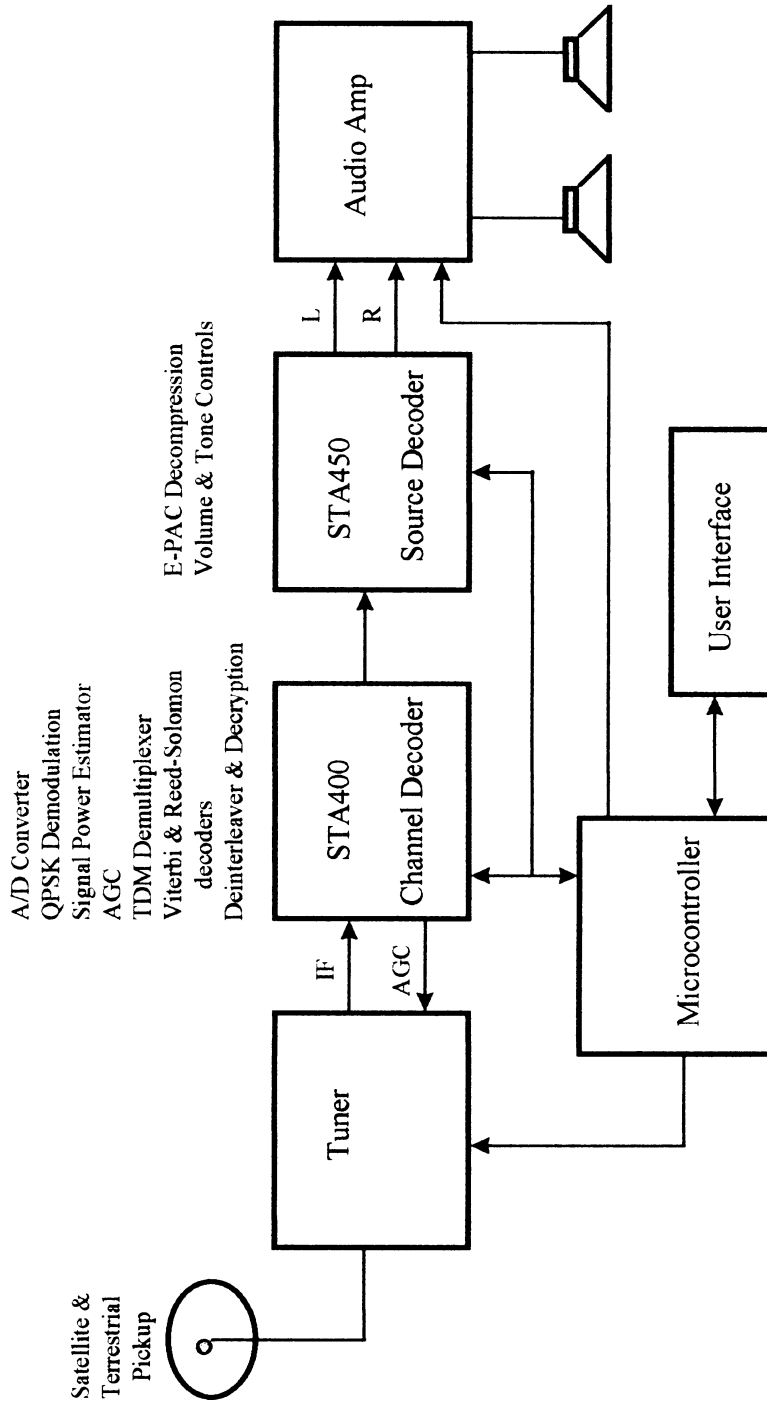 Satellite &
Terrestrial
Pickup
Tuner
IF
AGC
A/D Converter
QPSK Demodulation
Signal Power Estimator
AGC
TDM Demultiplexer
Viterbi & Reed-Solomon
decoders
Deinterleaver & Decryption
STA400
Channel Decoder
E-PAC Decompression
Volume & Tone Controls
STA450
Source Decoder
L
R
Audio Amp
Microcontroller
User Interface